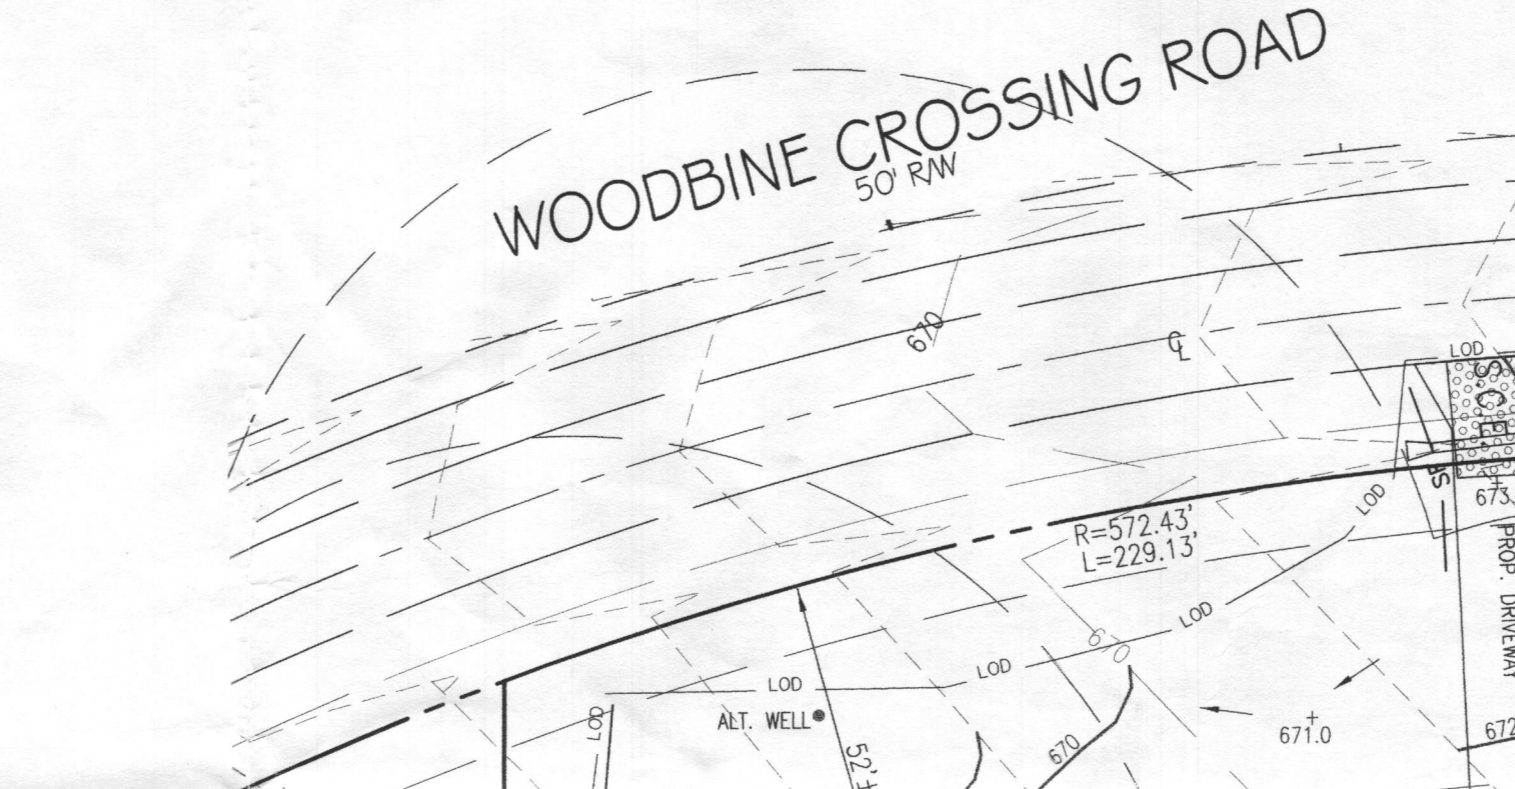 WOODBINE CROSSING ROAD
50' R/W
670
℄
LOD
S.C.E.
SF
LOD
673.
R=572.43'
L=229.13'
PROP. DRIVEWAY
LOD
LOD
LOD
LOD
ALT. WELL
52'±
670
671.0
672